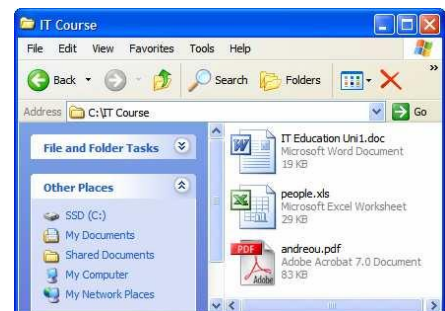 IT Course
File Edit View Favorites Tools Help
Back Search Folders
Address C:\IT Course Go
File and Folder Tasks
Other Places
SSD (C:)
My Documents
Shared Documents
My Computer
My Network Places
IT Education Uni1.doc
Microsoft Word Document
19 KB
people.xls
Microsoft Excel Worksheet
29 KB
PDF
Adobe
andreou.pdf
Adobe Acrobat 7.0 Document
83 KB